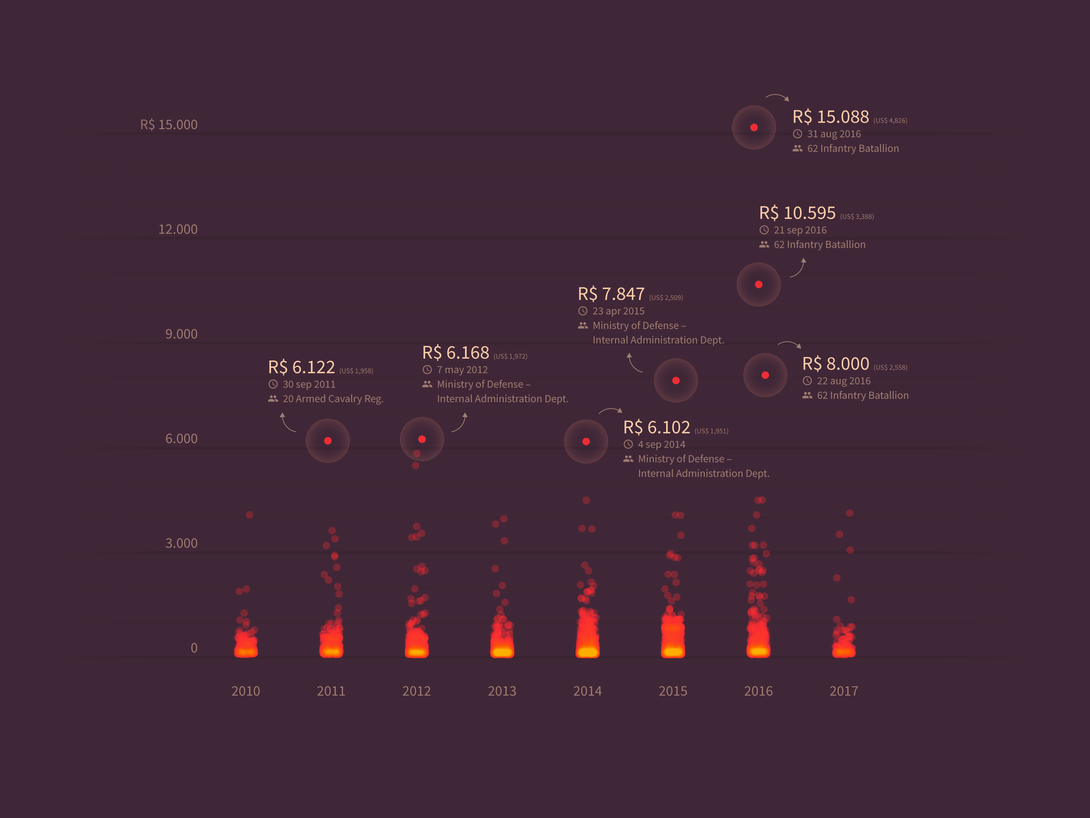 R$ 15.000
R$ 15.088 (US$ 4,826)
31 aug 2016
62 Infantry Batallion
12.000
R$ 10.595 (US$ 3,388)
21 sep 2016
62 Infantry Batallion
R$ 7.847 (US$ 2,509)
23 apr 2015
Ministry of Defense –
Internal Administration Dept.
9.000
R$ 6.122 (US$ 1,958)
30 sep 2011
20 Armed Cavalry Reg.
R$ 6.168 (US$ 1,972)
7 may 2012
Ministry of Defense –
Internal Administration Dept.
R$ 8.000 (US$ 2,558)
22 aug 2016
62 Infantry Batallion
6.000
R$ 6.102 (US$ 1,951)
4 sep 2014
Ministry of Defense –
Internal Administration Dept.
3.000
0
2010 2011 2012 2013 2014 2015 2016 2017